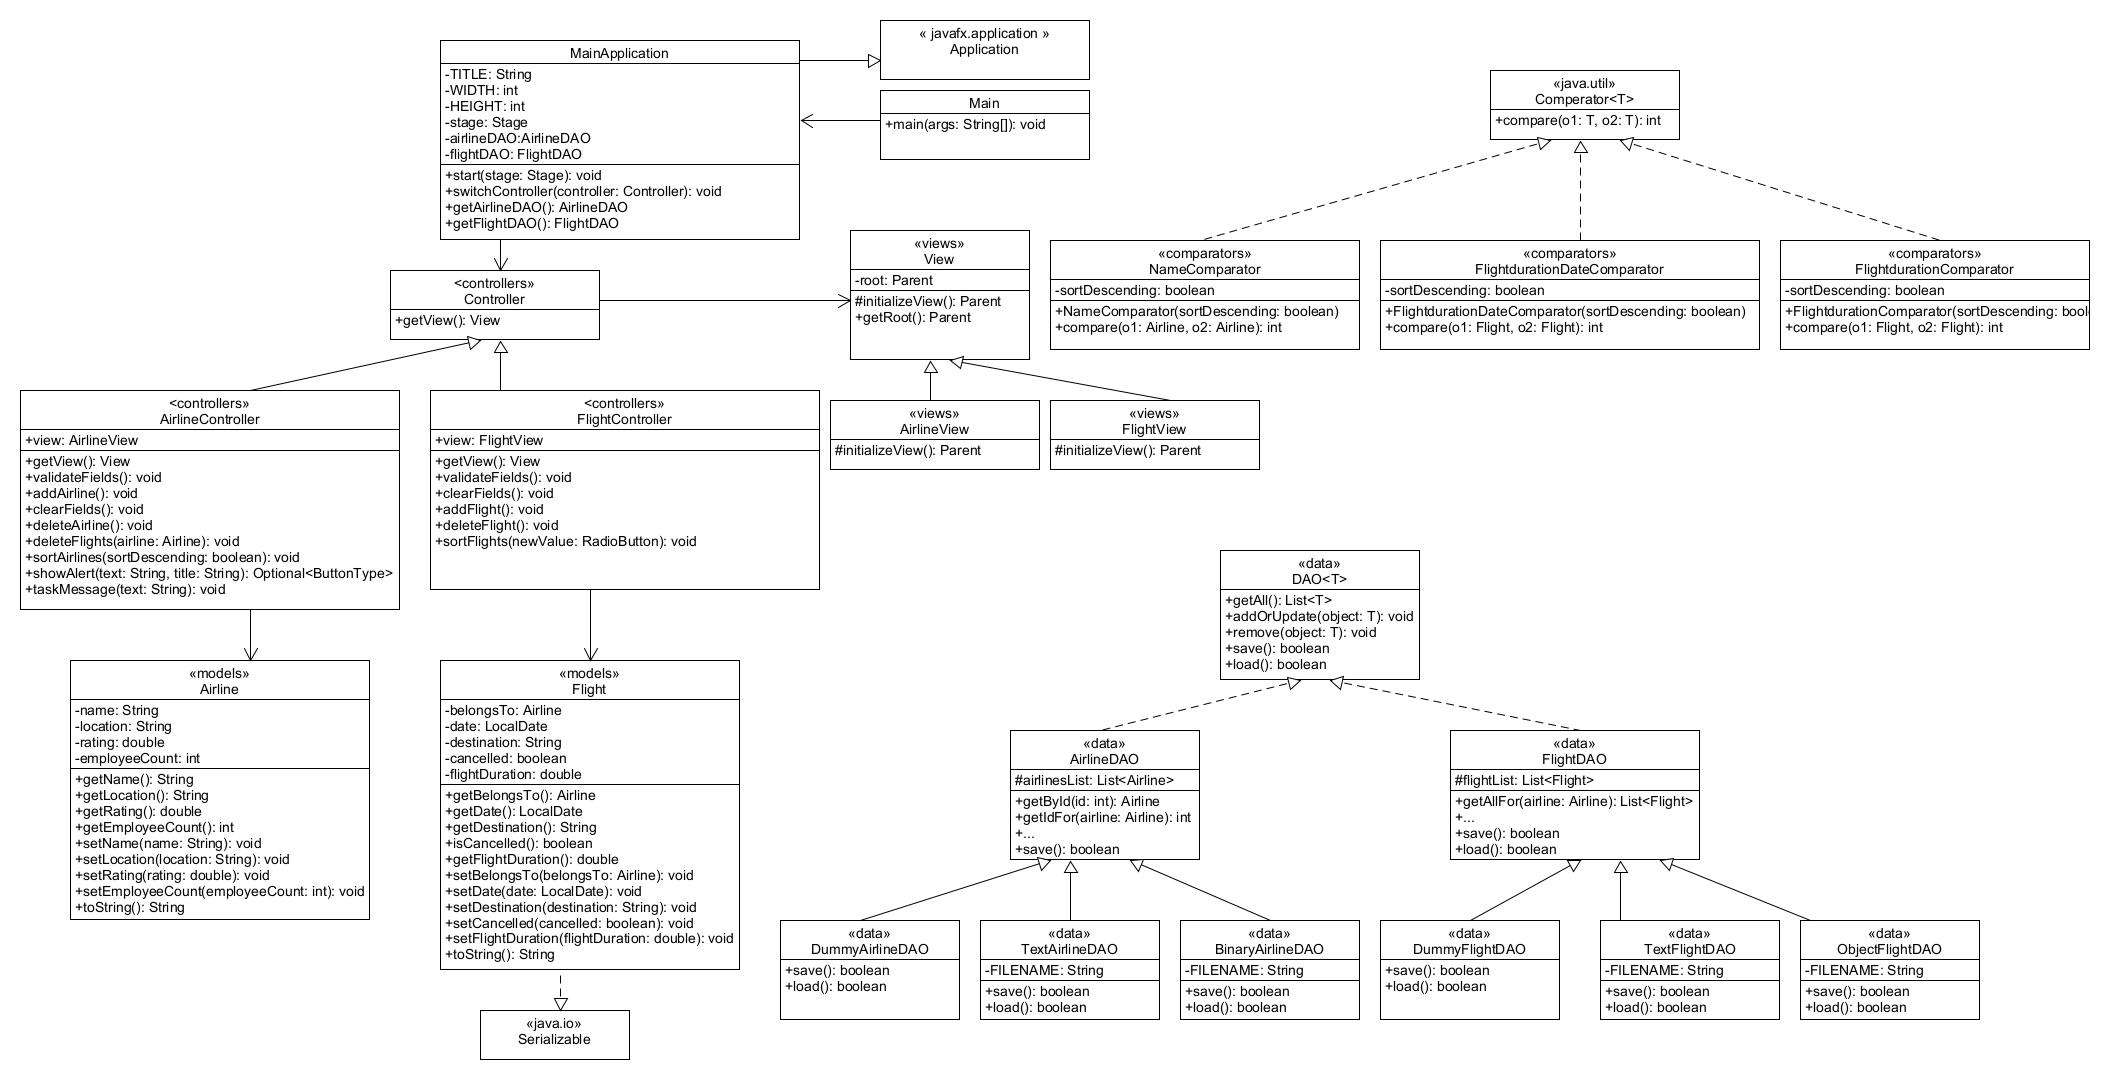 MainApplication
-TITLE: String
-WIDTH: int
-HEIGHT: int
-stage: Stage
-airlineDAO:AirlineDAO
-flightDAO: FlightDAO
+start(stage: Stage): void
+switchController(controller: Controller): void
+getAirlineDAO(): AirlineDAO
+getFlightDAO(): FlightDAO
« javafx.application »
Application
Main
+main(args: String[]): void
«java.util»
Comperator<T>
+compare(o1: T, o2: T): int
<controllers»
Controller
+getView(): View
«views»
View
-root: Parent
#initializeView(): Parent
+getRoot(): Parent
«comparators»
NameComparator
-sortDescending: boolean
+NameComparator(sortDescending: boolean)
+compare(o1: Airline, o2: Airline): int
«comparators»
FlightdurationDateComparator
-sortDescending: boolean
+FlightdurationDateComparator(sortDescending: boolean)
+compare(o1: Flight, o2: Flight): int
«comparators»
FlightdurationComparator
-sortDescending: boolean
+FlightdurationComparator(sortDescending: bool
+compare(o1: Flight, o2: Flight): int
<controllers»
AirlineController
+view: AirlineView
+getView(): View
+validateFields(): void
+addAirline(): void
+clearFields(): void
+deleteAirline(): void
+deleteFlights(airline: Airline): void
+sortAirlines(sortDescending: boolean): void
+showAlert(text: String, title: String): Optional<ButtonType>
+taskMessage(text: String): void
<controllers»
FlightController
+view: FlightView
+getView(): View
+validateFields(): void
+clearFields(): void
+addFlight(): void
+deleteFlight(): void
+sortFlights(newValue: RadioButton): void
«views»
AirlineView
#initializeView(): Parent
«views»
FlightView
#initializeView(): Parent
«models»
Airline
-name: String
-location: String
-rating: double
-employeeCount: int
+getName(): String
+getLocation(): String
+getRating(): double
+getEmployeeCount(): int
+setName(name: String): void
+setLocation(location: String): void
+setRating(rating: double): void
+setEmployeeCount(employeeCount: int): void
+toString(): String
«models»
Flight
-belongsTo: Airline
-date: LocalDate
-destination: String
-cancelled: boolean
-flightDuration: double
+getBelongsTo(): Airline
+getDate(): LocalDate
+getDestination(): String
+isCancelled(): boolean
+getFlightDuration(): double
+setBelongsTo(belongsTo: Airline): void
+setDate(date: LocalDate): void
+setDestination(destination: String): void
+setCancelled(cancelled: boolean): void
+setFlightDuration(flightDuration: double): void
+toString(): String
«java.io»
Serializable
«data»
DAO<T>
+getAll(): List<T>
+addOrUpdate(object: T): void
+remove(object: T): void
+save(): boolean
+load(): boolean
«data»
AirlineDAO
#airlinesList: List<Airline>
+getById(id: int): Airline
+getIdFor(airline: Airline): int
+...
+save(): boolean
«data»
FlightDAO
#flightList: List<Flight>
+getAllFor(airline: Airline): List<Flight>
+...
+save(): boolean
+load(): boolean
«data»
DummyAirlineDAO
+save(): boolean
+load(): boolean
«data»
TextAirlineDAO
-FILENAME: String
+save(): boolean
+load(): boolean
«data»
BinaryAirlineDAO
-FILENAME: String
+save(): boolean
+load(): boolean
«data»
DummyFlightDAO
+save(): boolean
+load(): boolean
«data»
TextFlightDAO
-FILENAME: String
+save(): boolean
+load(): boolean
«data»
ObjectFlightDAO
-FILENAME: String
+save(): boolean
+load(): boolean